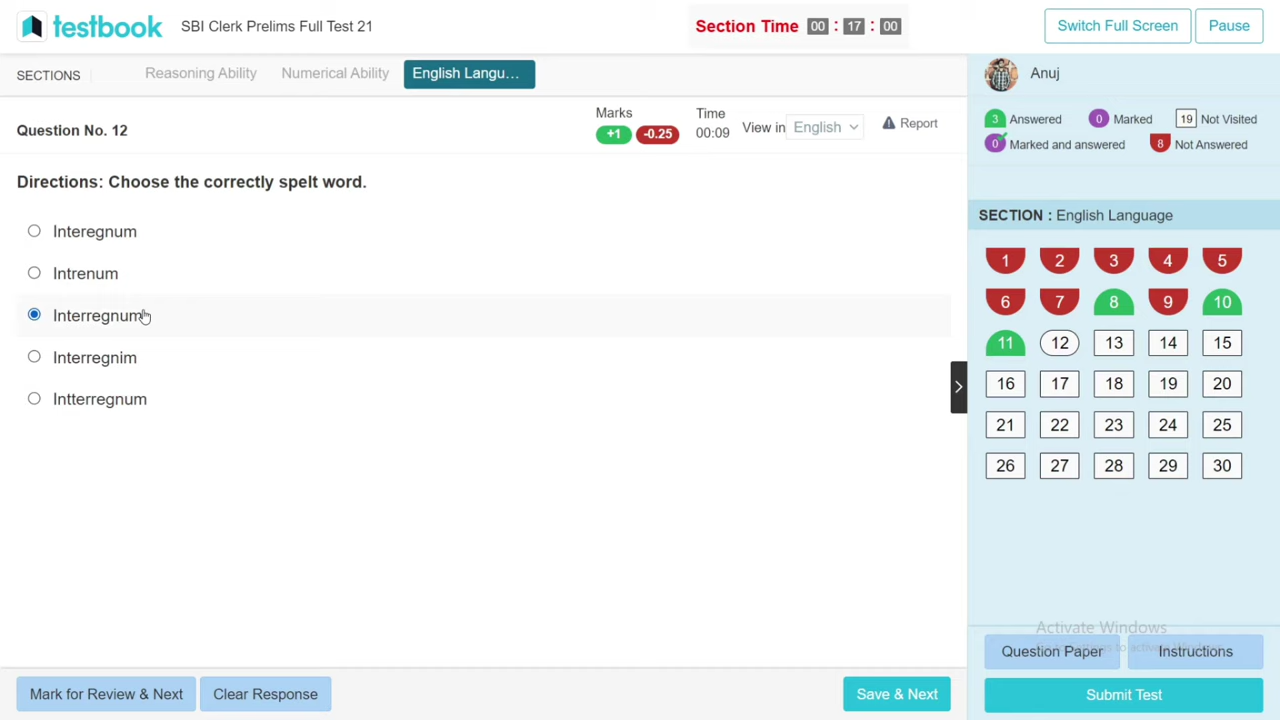 testbook SBI Clerk Prelims Full Test 21 Section Time 00 : 17 : 00 Switch Full Screen Pause
SECTIONS Reasoning Ability Numerical Ability English Langu...
Anuj
Question No. 12 Marks +1 -0.25 Time 00:09 View in English Report
3 Answered 0 Marked 19 Not Visited
0 Marked and answered 8 Not Answered
Directions: Choose the correctly spelt word.
Interegnum
Intrenum
Interregnum
Interregnim
Intterregnum
SECTION : English Language
1 2 3 4 5
6 7 8 9 10
11 12 13 14 15
16 17 18 19 20
21 22 23 24 25
26 27 28 29 30
Activate Windows
Question Paper Instructions
Mark for Review & Next Clear Response Save & Next Submit Test